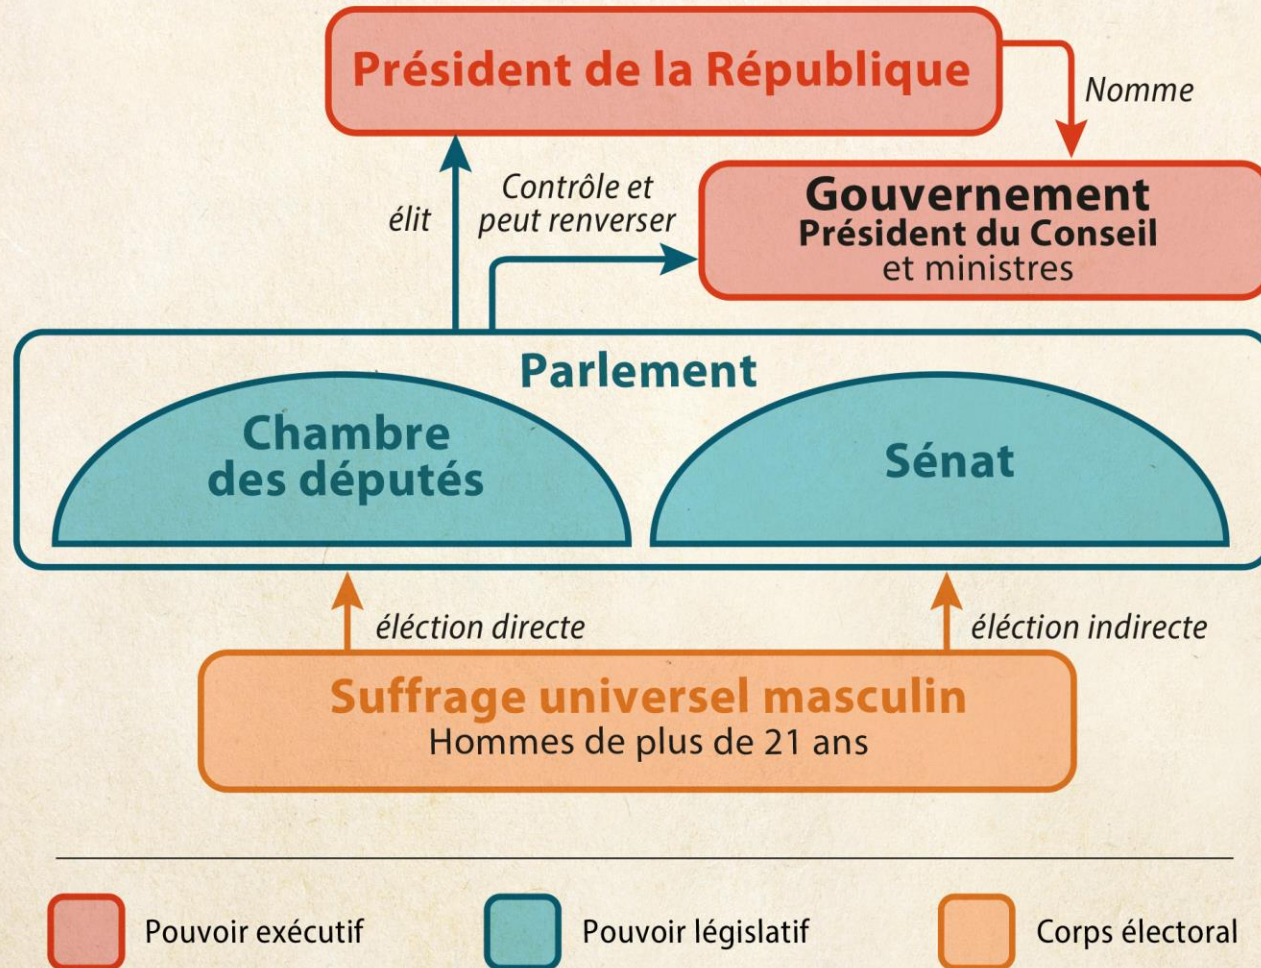 Président de la République
Nomme
élit
Contrôle et
peut renverser
Gouvernement
Président du Conseil
et ministres
Parlement
Chambre
des députés
Sénat
éléction directe
éléction indirecte
Suffrage universel masculin
Hommes de plus de 21 ans
Pouvoir exécutif
Pouvoir législatif
Corps électoral